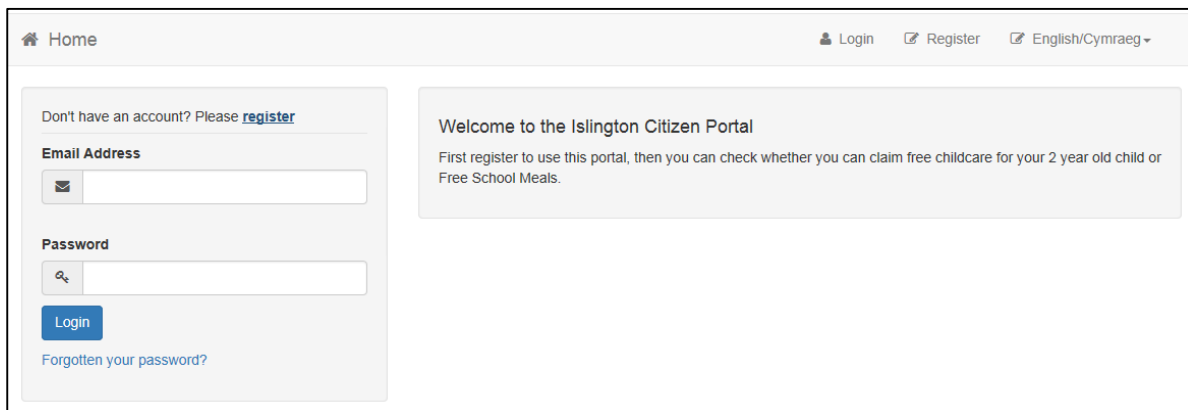 Home
Login Register English/Cymraeg
Don't have an account? Please register
Email Address
Password
Login
Forgotten your password?
Welcome to the Islington Citizen Portal
First register to use this portal, then you can check whether you can claim free childcare for your 2 year old child or
Free School Meals.